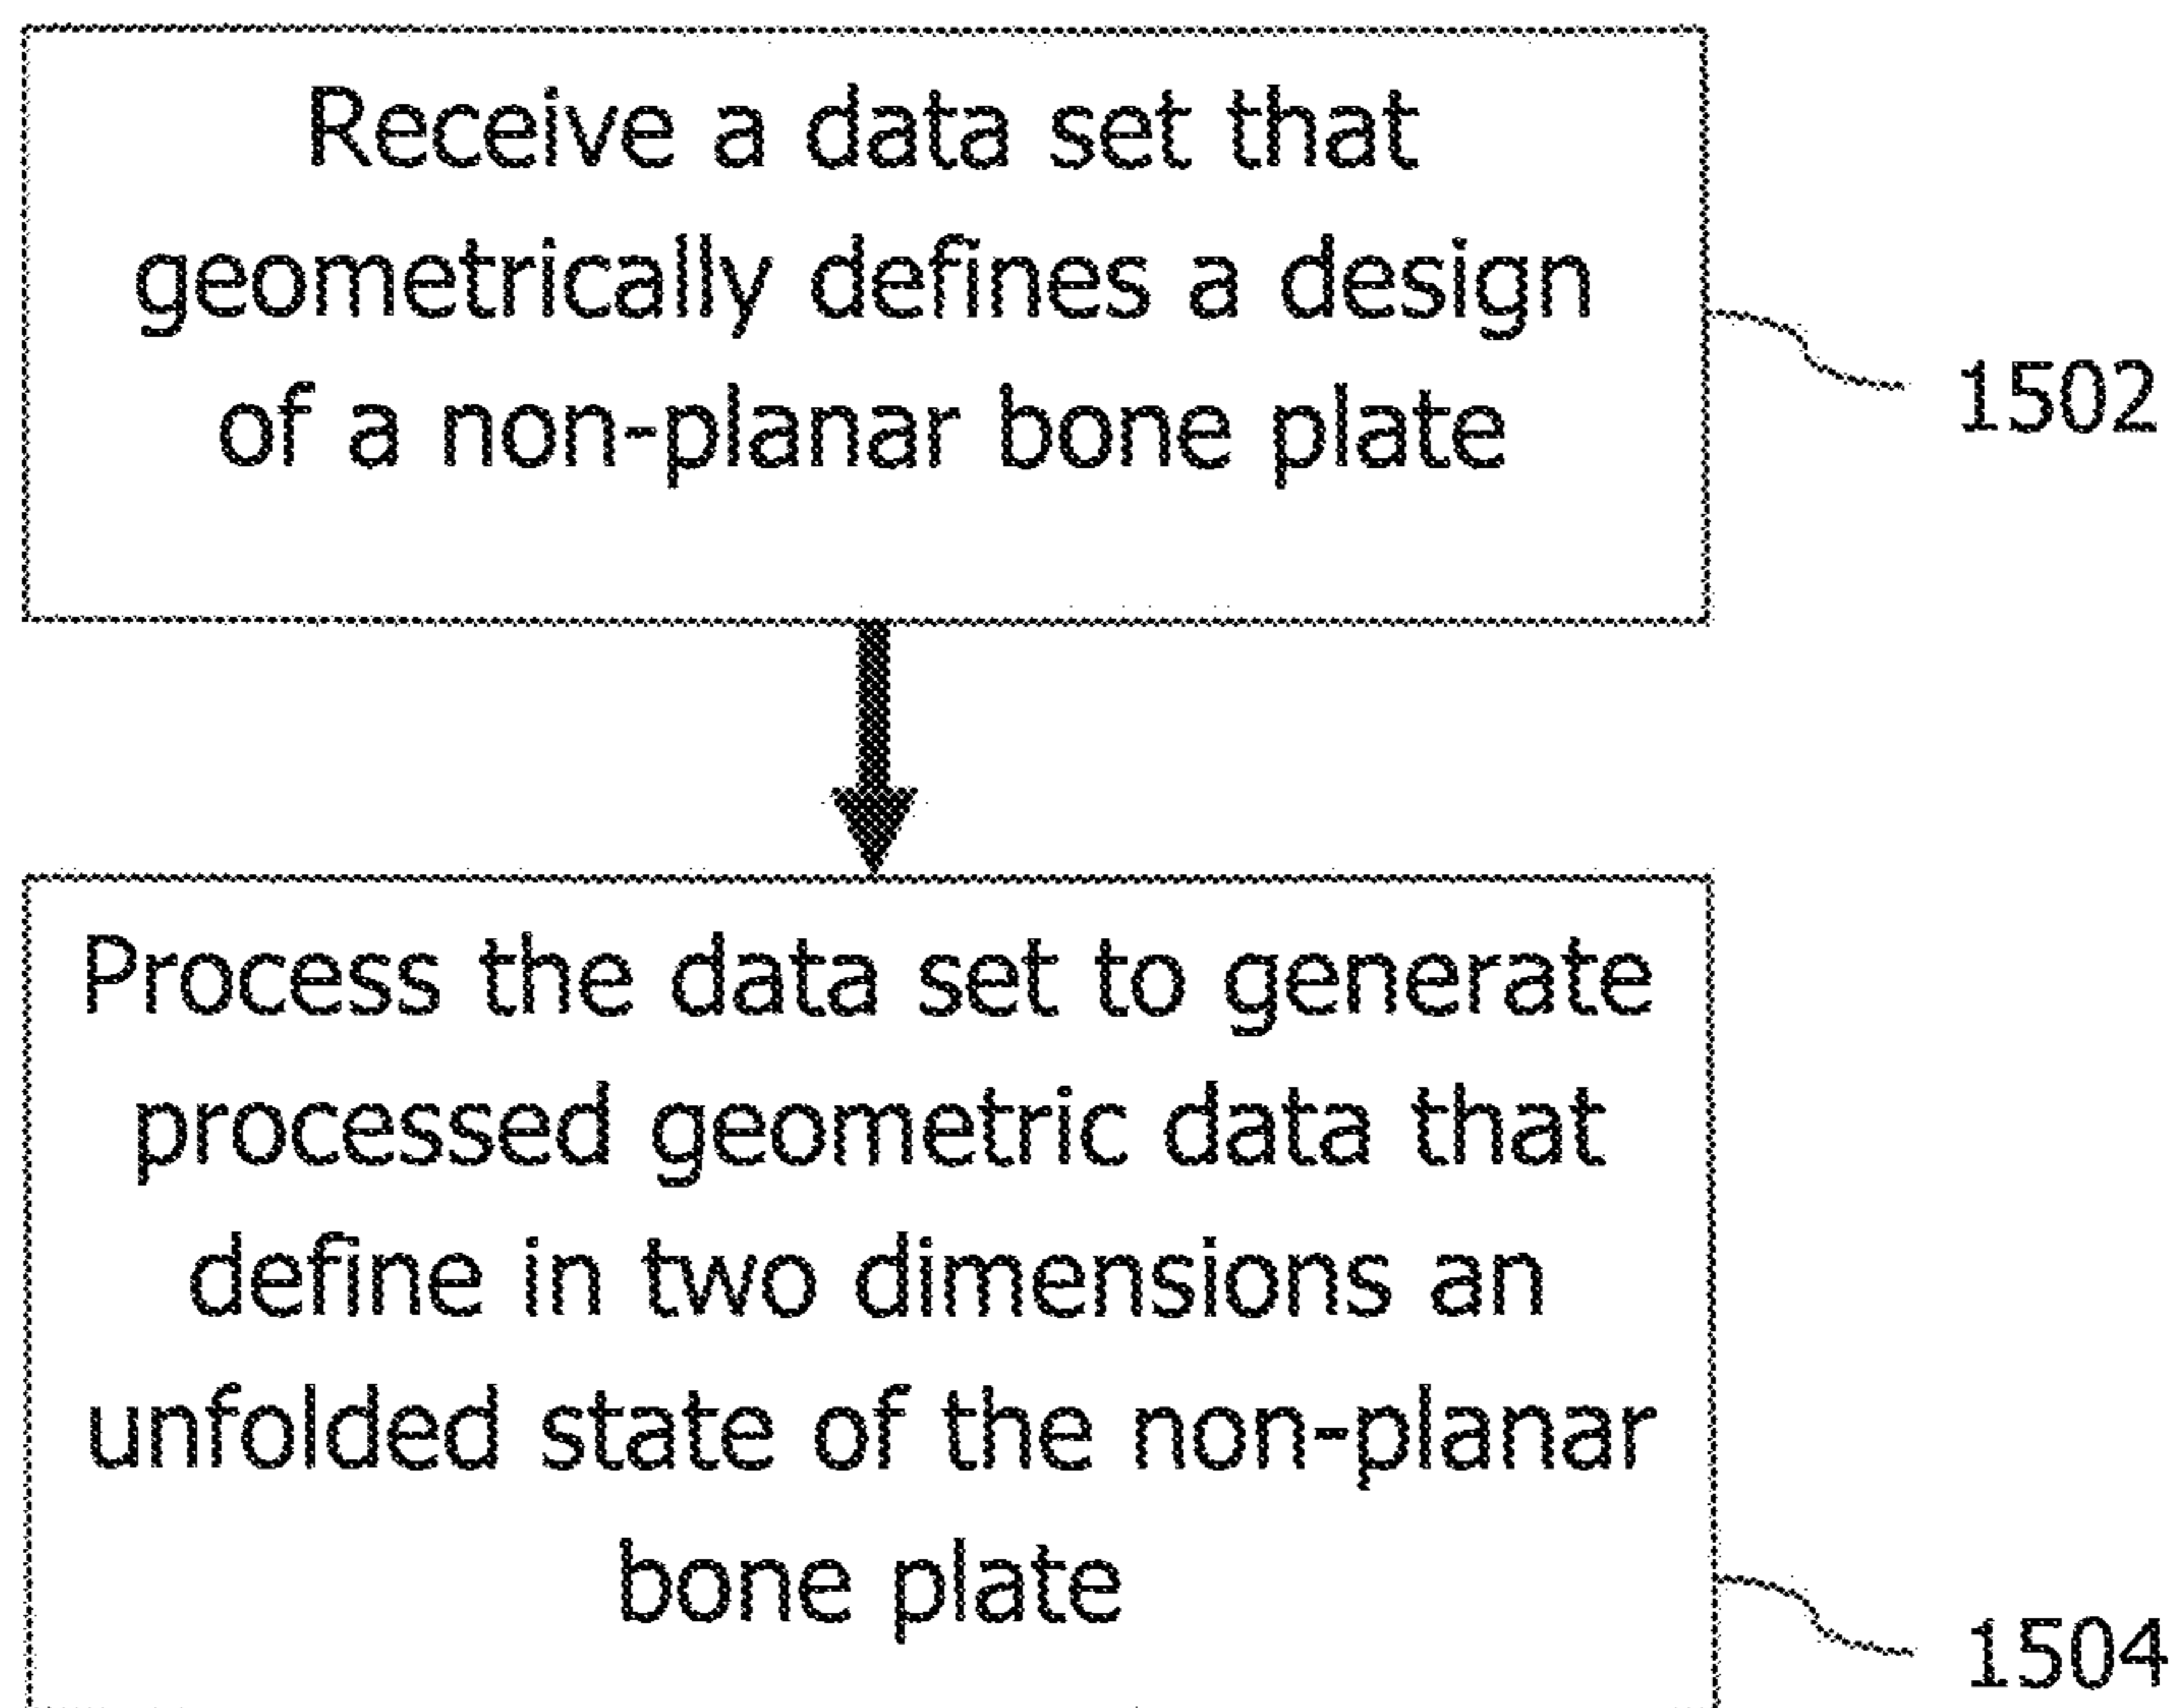 Receive a data set that
geometrically defines a design
of a non-planar bone plate
1502
Process the data set to generate
processed geometric data that
define in two dimensions an
unfolded state of the non-planar
bone plate
1504